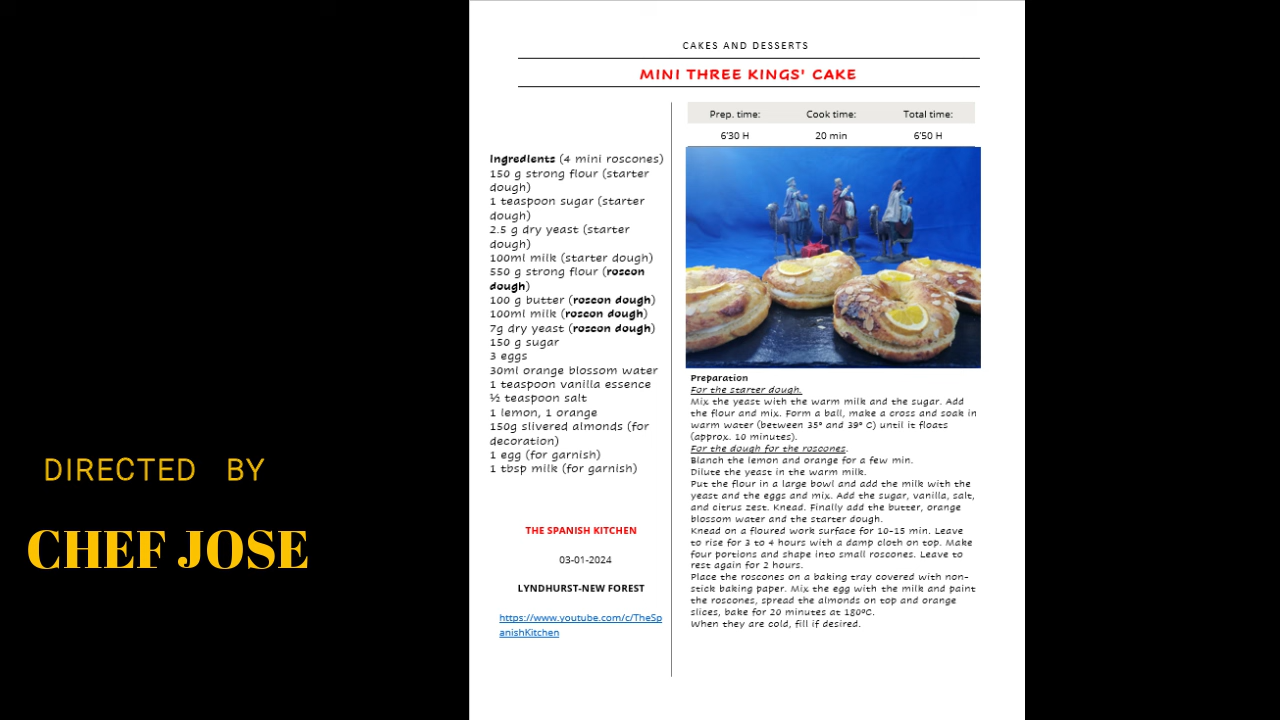 CAKES AND DESSERTS
MINI THREE KINGS' CAKE
Prep. time: Cook time: Total time:
6'30 H 20 min 6'50 H
Ingredients (4 mini roscones)
150 g strong flour (starter
dough)
1 teaspoon sugar (starter
dough)
2.5 g dry yeast (starter
dough)
100ml milk (starter dough)
550 g strong flour (roscon
dough)
100 g butter (roscon dough)
100ml milk (roscon dough)
7g dry yeast (roscon dough)
150 g sugar
3 eggs
30ml orange blossom water
1 teaspoon vanilla essence
½ teaspoon salt
1 lemon, 1 orange
150g slivered almonds (for
decoration)
1 egg (for garnish)
1 tbsp milk (for garnish)
THE SPANISH KITCHEN
03-01-2024
LYNDHURST-NEW FOREST
https://www.youtube.com/c/TheSp
anishKitchen
Preparation
For the starter dough.
Mix the yeast with the warm milk and the sugar. Add
the flour and mix. Form a ball, make a cross and soak in
warm water (between 35º and 39º C) until it floats
(approx. 10 minutes).
For the dough for the roscones.
Blanch the lemon and orange for a few min.
Dilute the yeast in the warm milk.
Put the flour in a large bowl and add the milk with the
yeast and the eggs and mix. Add the sugar, vanilla, salt,
and citrus zest. Knead. Finally add the butter, orange
blossom water and the starter dough.
Knead on a floured work surface for 10-15 min. Leave
to rise for 3 to 4 hours with a damp cloth on top. Make
four portions and shape into small roscones. Leave to
rest again for 2 hours.
Place the roscones on a baking tray covered with non-
stick baking paper. Mix the egg with the milk and paint
the roscones, spread the almonds on top and orange
slices, bake for 20 minutes at 180ºC.
When they are cold, fill if desired.
DIRECTED BY
CHEF JOSE